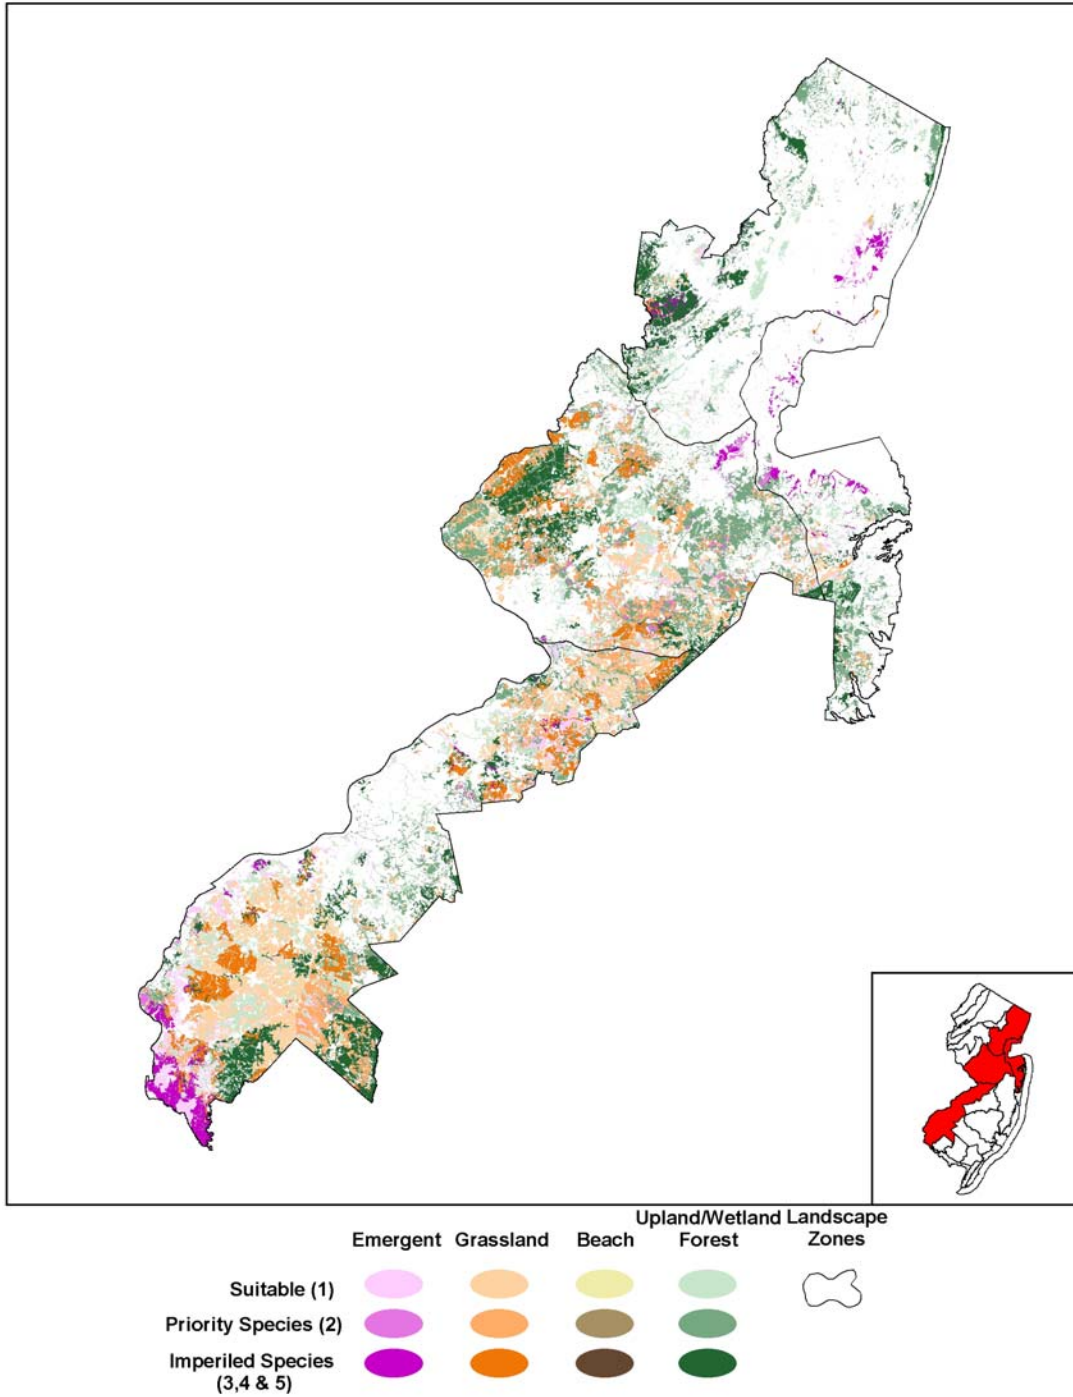 Upland/Wetland Landscape
Emergent Grassland Beach Forest Zones
Suitable (1)
Priority Species (2)
Imperiled Species
(3,4 & 5)